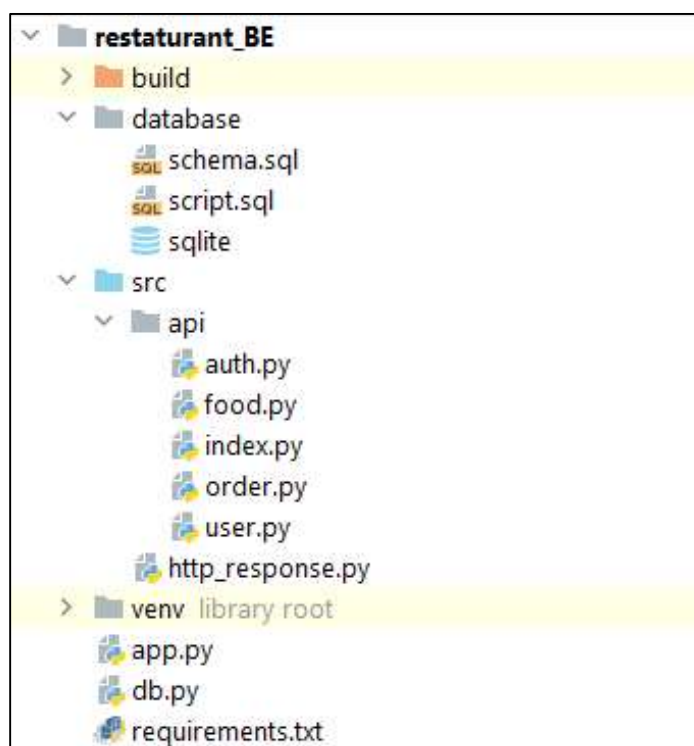 restaturant_BE
build
database
schema.sql
script.sql
sqlite
src
api
auth.py
food.py
index.py
order.py
user.py
http_response.py
venv library root
app.py
db.py
requirements.txt